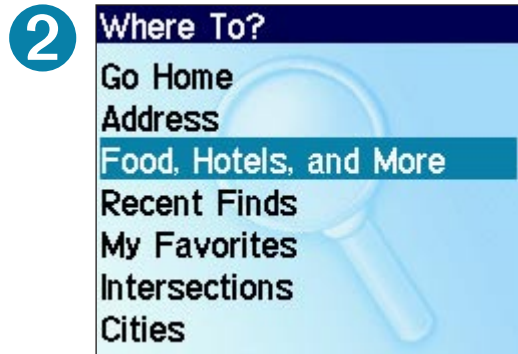 2
Where To?
Go Home
Address
Food, Hotels, and More
Recent Finds
My Favorites
Intersections
Cities